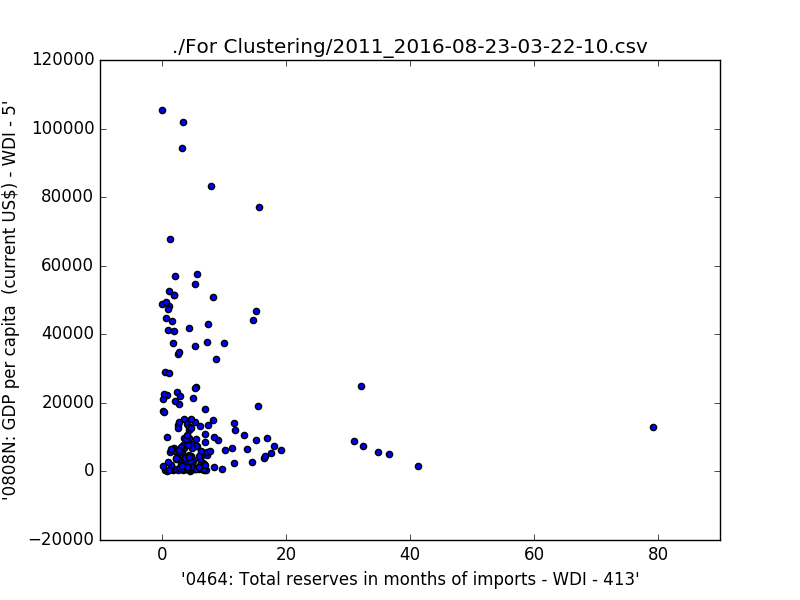 ./For Clustering/2011_2016-08-23-03-22-10.csv
120000
100000
80000
60000
40000
20000
0
−20000
0 20 40 60 80
'0808N: GDP per capita  (current US$) - WDI - 5'
'0464: Total reserves in months of imports - WDI - 413'